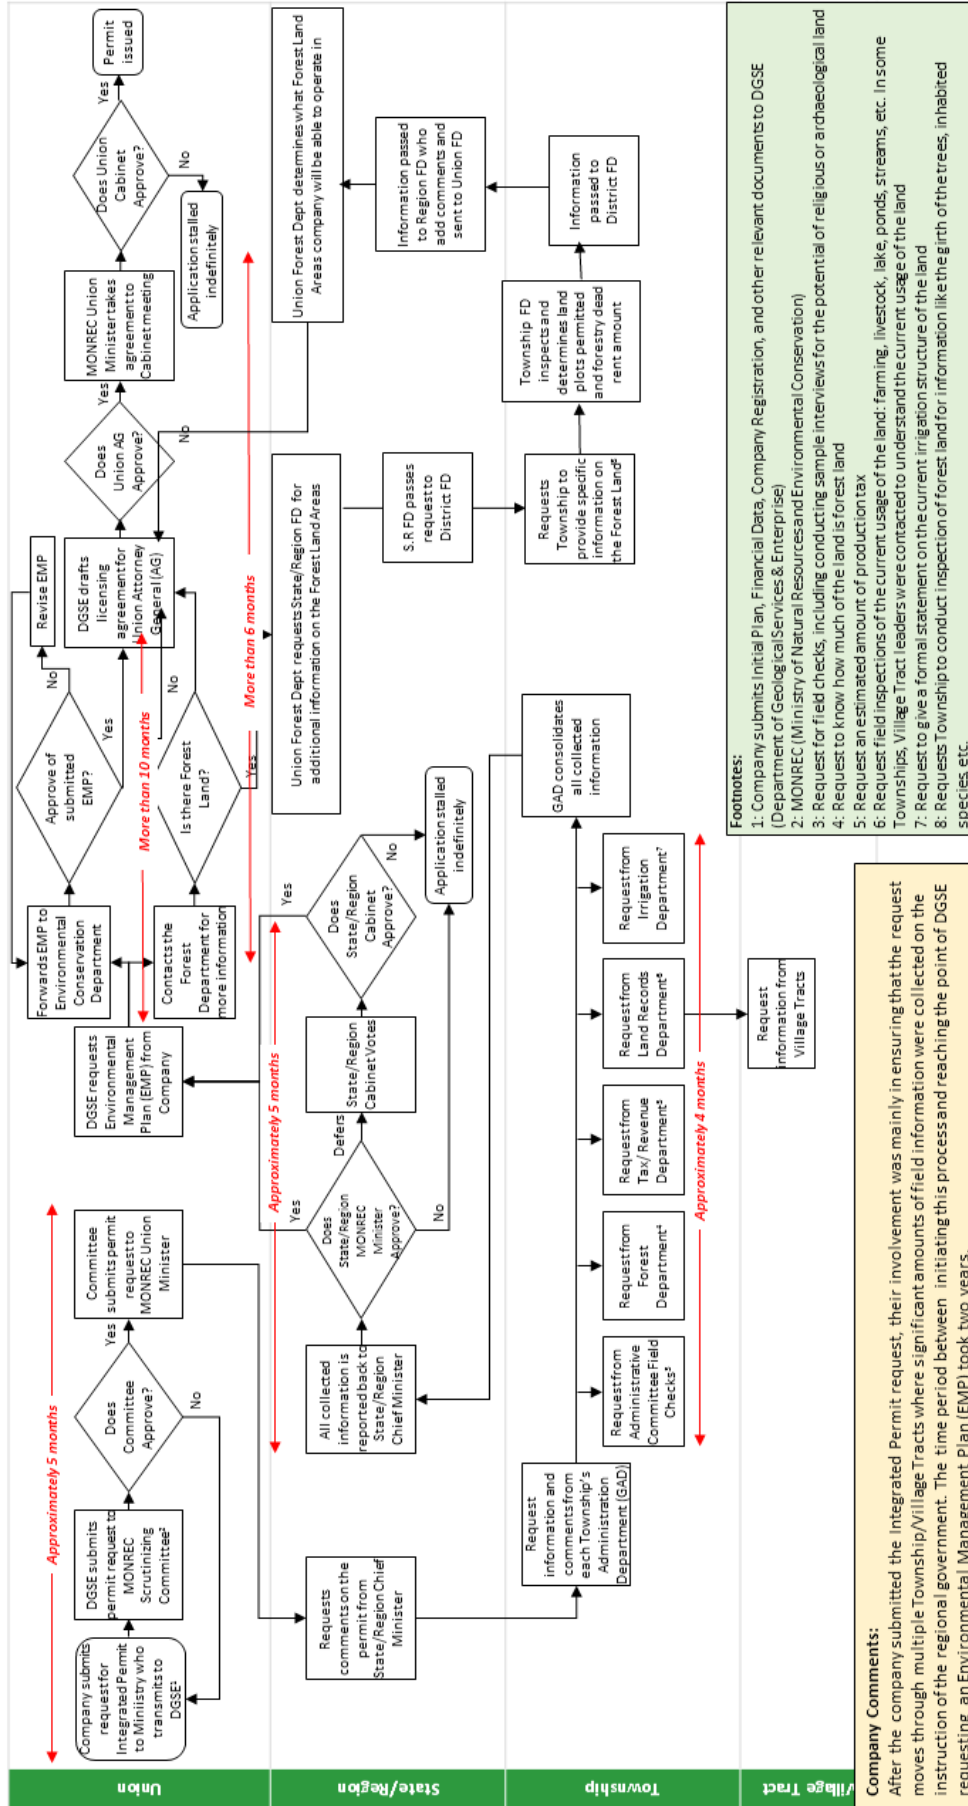 Union
Approximately 5 months
Company submits
request for
Integrated Permit
to Miniistry who
transmits to
DGSE¹
DGSE submits
permit request to
MONREC
Scrutinizing
Committee²
Does
Committee
Approve?
Yes
No
Committee
submits permit
request to
MONREC Union
Minister
DGSE requests
Environmental
Management
Plan (EMP) from
Company
Forwards EMP to
Environmental
Conservation
Department
Contacts the
Forest
Department for
more information
More than 10 months
Approve of
submitted
EMP?
No
Yes
Revise EMP
Is there Forest
Land?
No
Yes
DGSE drafts
licensing
agreement for
Union Attorney
General (AG)
Does
Union AG
Approve?
Yes
No
MONREC Union
Minister takes
agreement to
Cabinet meeting
Does Union
Cabinet
Approve?
Yes
No
Permit
issued
Application stalled
indefinitely
More than 6 months
State/Region
Requests
comments on the
permit from
State/Region Chief
Minister
Approximately 5 months
All collected
information is
reported back to
State/Region
Chief Minister
Does
State/Region
MONREC
Minister
Approve?
Yes
Defers
No
State/Region
Cabinet Votes
Does
State/Region
Cabinet
Approve?
Yes
No
Application stalled
indefinitely
Union Forest Dept requests State/Region FD for
additional information on the Forest Land Areas
S.R FD passes
request to
District FD
Union Forest Dept determines what Forest Land
Areas company will be able to operate in
Information passed
to Region FD who
add comments and
sent to Union FD
Township
Request
information and
comments from
each Township's
Administration
Department (GAD)
Request from
Administrative
Committee Field
Checks³
Request from
Forest
Department⁴
Request from
Tax/ Revenue
Department⁵
Request from
Land Records
Department⁶
Request from
Irrigation
Department⁷
Approximately 4 months
GAD consolidates
all collected
information
Requests
Township to
provide specific
information on
the Forest Land⁸
Township FD
inspects and
determines land
plots permitted
and forestry dead
rent amount
Information
passed to
District FD
Village Tract
Request
information from
Village Tracts
Company Comments:
After the company submitted the Integrated Permit request, their involvement was mainly in ensuring that the request
moves through multiple Township/Village Tracts where significant amounts of field information were collected on the
instruction of the regional government. The time period between initiating this process and reaching the point of DGSE
requesting an Environmental Management Plan (EMP) took two years.
Footnotes:
1: Company submits Initial Plan, Financial Data, Company Registration, and other relevant documents to DGSE
(Department of Geological Services & Enterprise)
2: MONREC (Ministry of Natural Resources and Environmental Conservation)
3: Request for field checks, including conducting sample interviews for the potential of religious or archaeological land
4: Request to know how much of the land is forest land
5: Requests an estimated amount of production tax
6: Request field inspections of the current usage of the land: farming, livestock, lake, ponds, streams, etc. In some
Townships, Village Tract leaders were contacted to understand the current usage of the land
7: Request to give a formal statement on the current irrigation structure of the land
8: Requests Township to conduct inspection of forest land for information like the girth of the trees, inhabited
species etc.